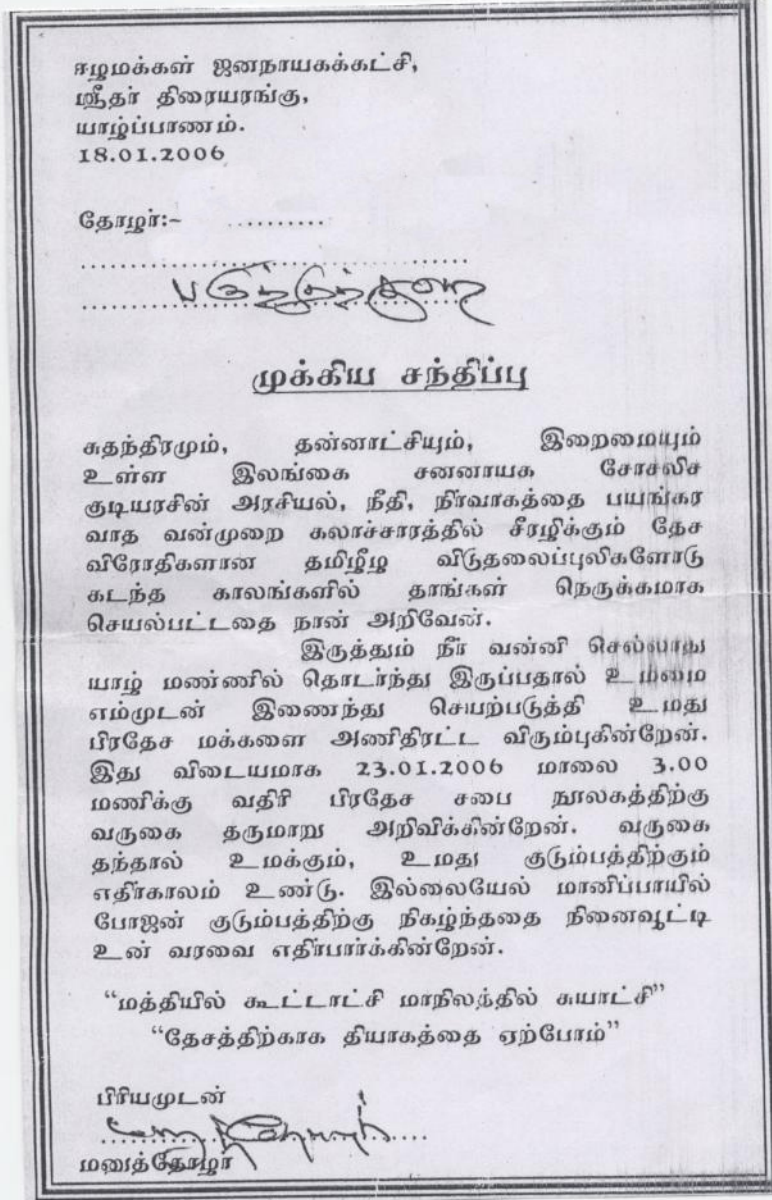 ஈழமக்கள் ஜனநாயகக்கட்சி,
ஸ்ரீதர் திரையரங்கு,
யாழ்ப்பாணம்.
18.01.2006
தோழர்:~ ..........
முக்கிய சந்திப்பு
சுதந்திரமும், தன்னாட்சியும், இறைமையும்
உள்ள இலங்கை சனனாயக சோசலிச
குடியரசின் அரசியல், நீதி, நிர்வாகத்தை பயங்கர
வாத வன்முறை கலாச்சாரத்தில் சீரழிக்கும் தேச
விரோதிகளான தமிழீழ விடுதலைப்புலிகளோடு
கடந்த காலங்களில் தாங்கள் நெருக்கமாக
செயல்பட்டதை நான் அறிவேன்.
இருத்தும் நீர் வன்னி செல்லாது
யாழ் மண்ணில் தொடர்ந்து இருப்பதால் உம்மை
எம்முடன் இணைந்து செயற்படுத்தி உமது
பிரதேச மக்களை அணிதிரட்ட விரும்புகின்றேன்.
இது விடையமாக 23.01.2006 மாலை 3.00
மணிக்கு வதிரி பிரதேச சபை நூலகத்திற்கு
வருகை தருமாறு அறிவிக்கின்றேன். வருகை
தந்தால் உமக்கும், உமது குடும்பத்திற்கும்
எதிர்காலம் உண்டு. இல்லையேல் மானிப்பாயில்
போஜன் குடும்பத்திற்கு நிகழ்ந்ததை நினைவூட்டி
உன் வரவை எதிர்பார்க்கின்றேன்.
“மத்தியில் கூட்டாட்சி மாநிலந்தில் சுயாட்சி”
“தேசத்திற்காக தியாகத்தை ஏற்போம்”
பிரியமுடன்
மனுத்தோழர்